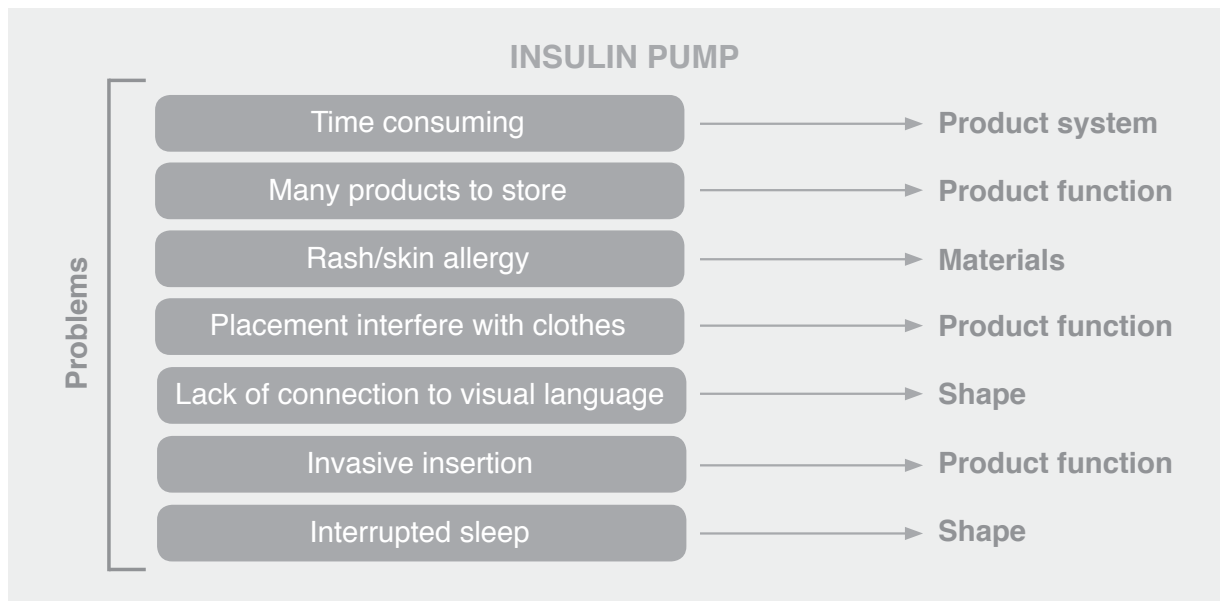 INSULIN PUMP
Problems
Time consuming
Product system
Many products to store
Product function
Rash/skin allergy
Materials
Placement interfere with clothes
Product function
Lack of connection to visual language
Shape
Invasive insertion
Product function
Interrupted sleep
Shape